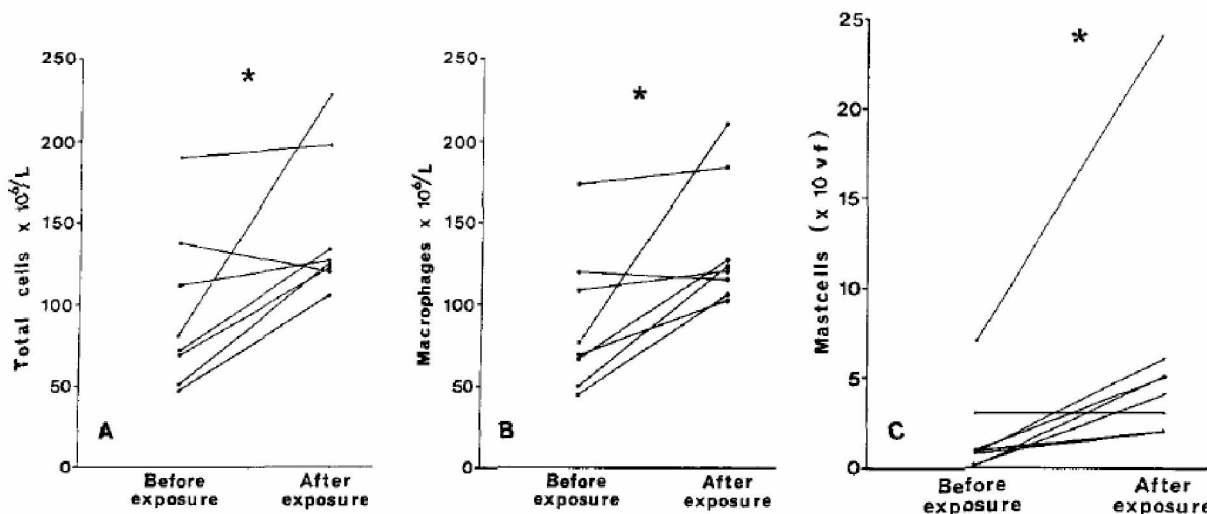 Total cells x 10⁶/L
250
200
150
100
50
0
*
A
Before exposure
After exposure
Macrophages x 10⁶/L
250
200
150
100
50
0
*
B
Before exposure
After exposure
Mastcells (x 10 vf)
25
20
15
10
5
0
*
C
Before exposure
After exposure